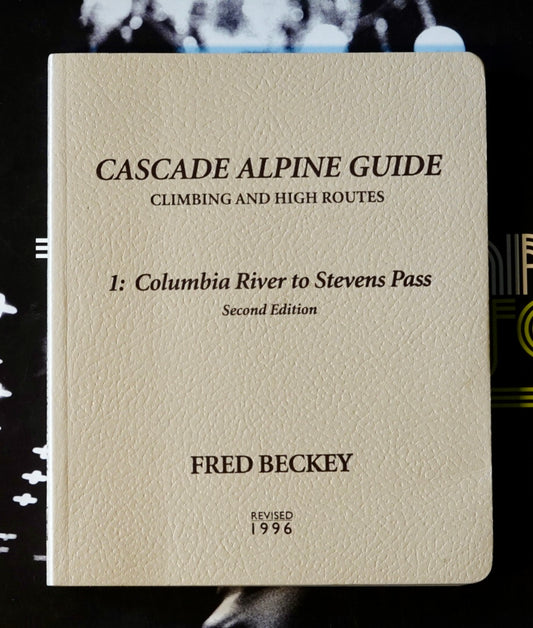 CASCADE ALPINE GUIDE
CLIMBING AND HIGH ROUTES
1: Columbia River to Stevens Pass
Second Edition
FRED BECKEY
REVISED
1996